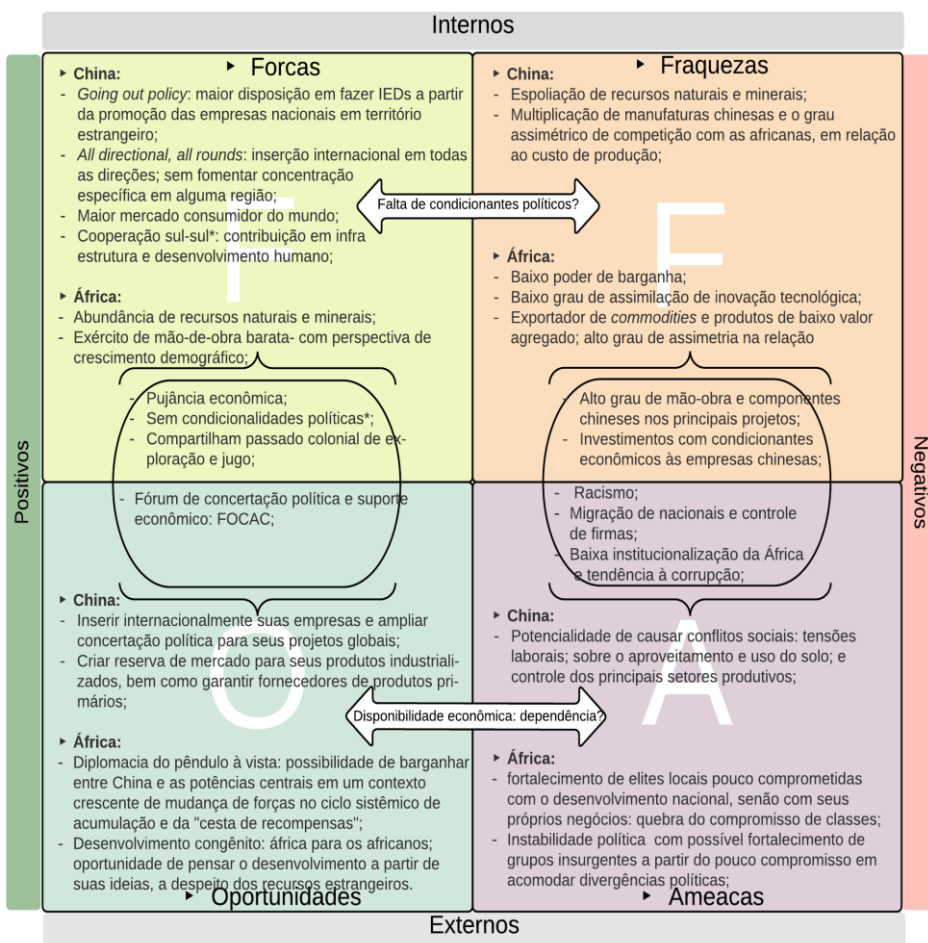 Internos
Forcas
China:
- Going out policy: maior disposição em fazer IEDs a partir
da promoção das empresas nacionais em território
estrangeiro;
- All directional, all rounds: inserção internacional em todas
as direções; sem fomentar concentração
específica em alguma região;
- Maior mercado consumidor do mundo;
- Cooperação sul-sul*: contribuição em infra
estrutura e desenvolvimento humano;
África:
- Abundância de recursos naturais e minerais;
- Exército de mão-de-obra barata- com perspectiva de
crescimento demográfico;
F
Fraquezas
China:
- Espoliação de recursos naturais e minerais;
- Multiplicação de manufaturas chinesas e o grau
assimétrico de competição com as africanas, em relação
ao custo de produção;
Falta de condicionantes políticos?
África:
- Baixo poder de barganha;
- Baixo grau de assimilação de inovação tecnológica;
- Exportador de commodities e produtos de baixo valor
agregado; alto grau de assimetria na relação
F
- Pujância econômica;
- Sem condicionalidades políticas*;
- Compartilham passado colonial de ex-
ploração e jugo;
- Fórum de concertação política e suporte
econômico: FOCAC;
- Alto grau de mão-obra e componentes
chineses nos principais projetos;
- Investimentos com condicionantes
econômicos às empresas chinesas;
- Racismo;
- Migração de nacionais e controle
de firmas;
- Baixa institucionalização da África
e tendência à corrupção;
Positivos
Negativos
China:
- Inserir internacionalmente suas empresas e ampliar
concertação política para seus projetos globais;
- Criar reserva de mercado para seus produtos industriali-
zados, bem como garantir fornecedores de produtos pri-
mários;
O
África:
- Diplomacia do pêndulo à vista: possibilidade de barganhar
entre China e as potências centrais em um contexto
crescente de mudança de forças no ciclo sistêmico de
acumulação e da "cesta de recompensas";
- Desenvolvimento congênito: áfrica para os africanos;
oportunidade de pensar o desenvolvimento a partir de
suas ideias, a despeito dos recursos estrangeiros.
Oportunidades
China:
- Potencialidade de causar conflitos sociais: tensões
laborais; sobre o aproveitamento e uso do solo; e
controle dos principais setores produtivos;
A
Disponibilidade econômica: dependência?
África:
- fortalecimento de elites locais pouco comprometidas
com o desenvolvimento nacional, senão com seus
próprios negócios: quebra do compromisso de classes;
- Instabilidade política com possível fortalecimento de
grupos insurgentes a partir do pouco compromisso em
acomodar divergências políticas;
Ameacas
Externos